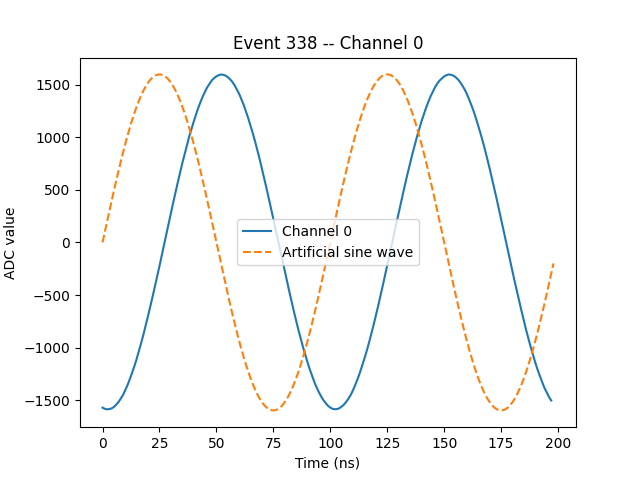 Event 338 -- Channel 0
ADC value
1500
1000
500
0
−500
−1000
−1500
Channel 0
Artificial sine wave
0 25 50 75 100 125 150 175 200
Time (ns)